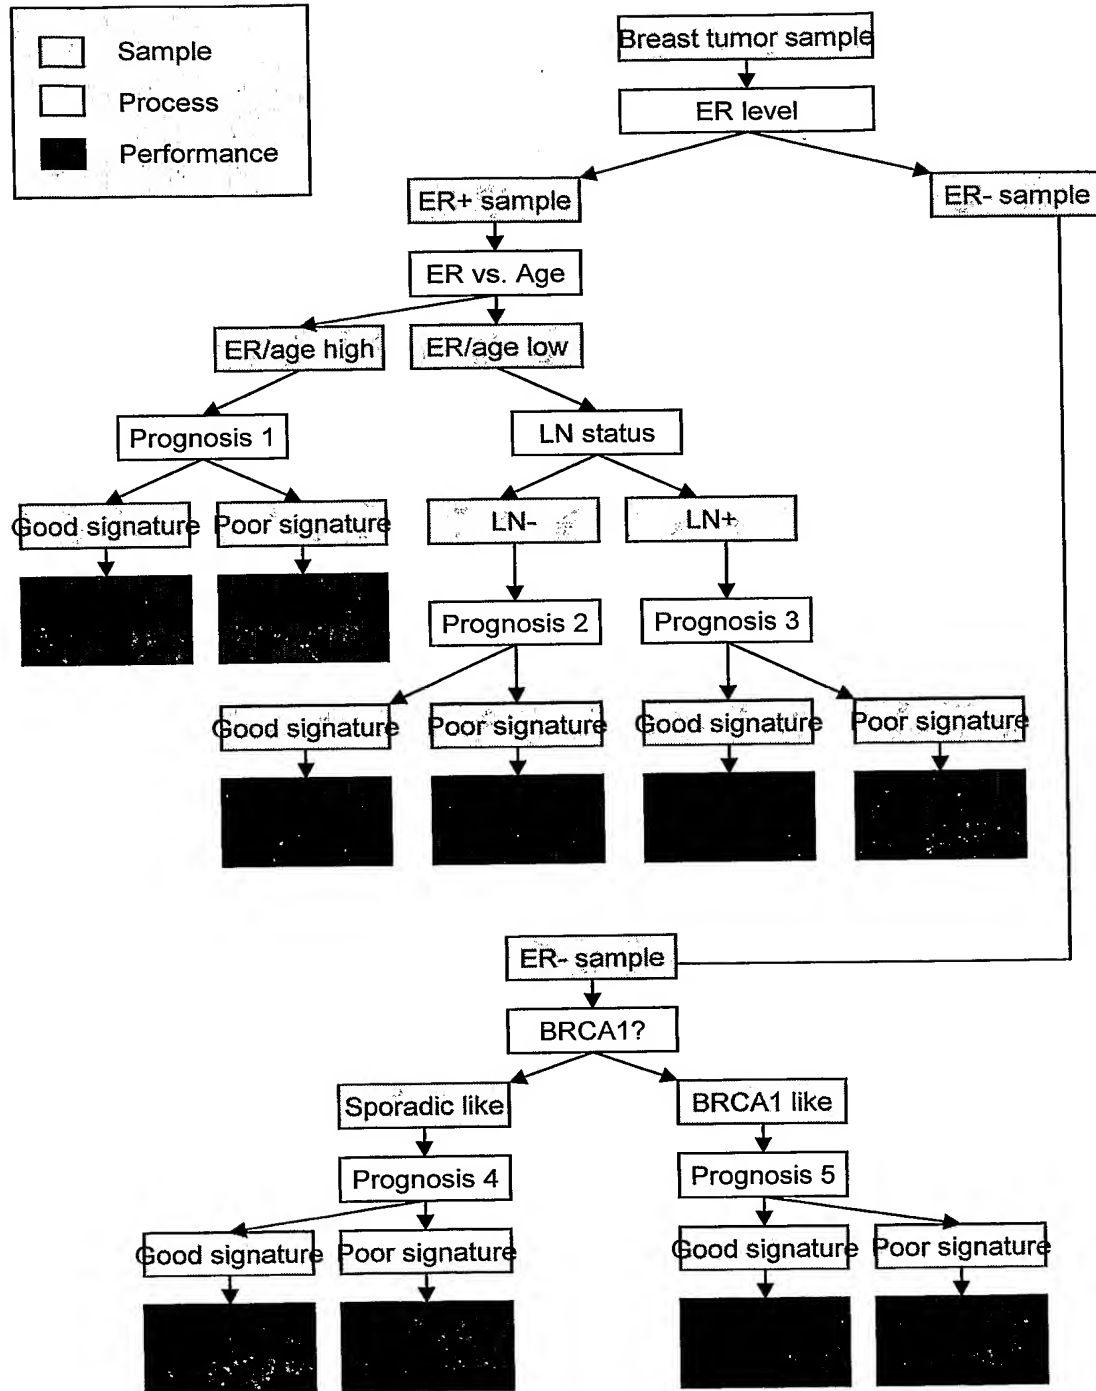 Sample
Process
Performance
Breast tumor sample
ER level
ER+ sample
ER- sample
ER vs. Age
ER/age high
ER/age low
Prognosis 1
LN status
Good signature
Poor signature
LN-
LN+
Prognosis 2
Prognosis 3
Good signature
Poor signature
Good signature
Poor signature
ER- sample
BRCA1?
Sporadic like
BRCA1 like
Prognosis 4
Prognosis 5
Good signature
Poor signature
Good signature
Poor signature